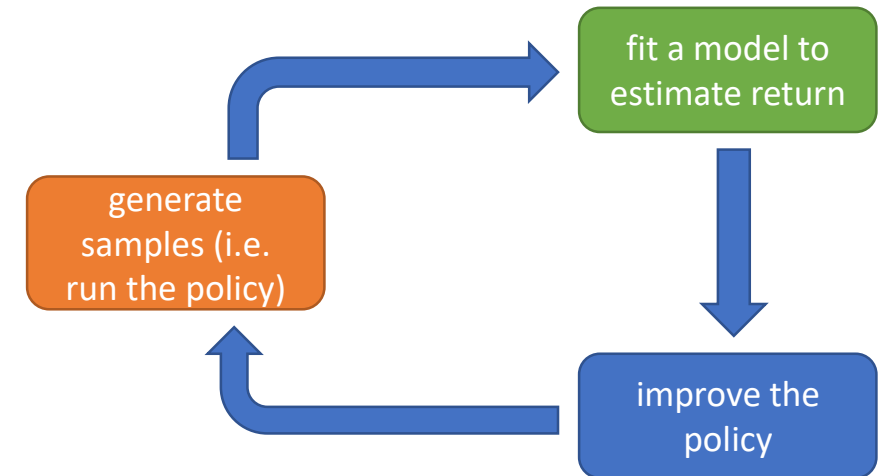 fit a model to
estimate return
generate
samples (i.e.
run the policy)
improve the
policy